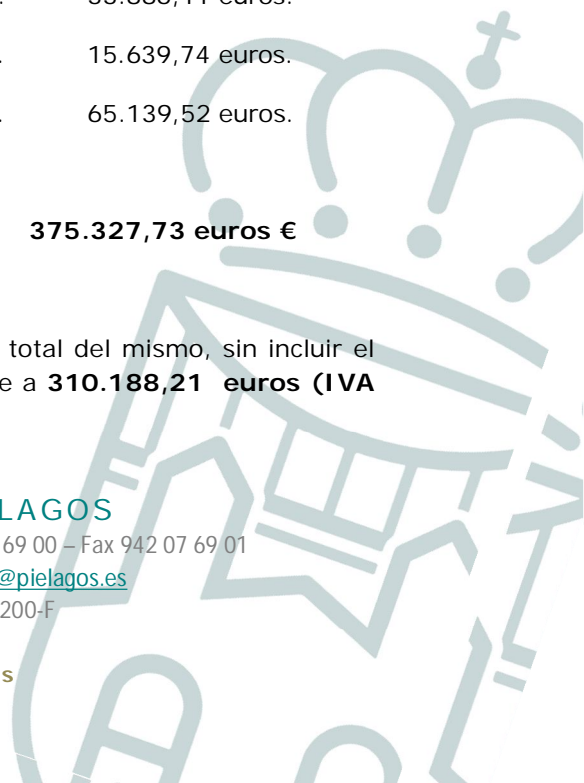 15.639,74 euros.
65.139,52 euros.
375.327,73 euros €
total del mismo, sin incluir el
e a 310.188,21 euros (IVA
LAGOS
69 00 – Fax 942 07 69 01
@pielagos.es
200-F
s